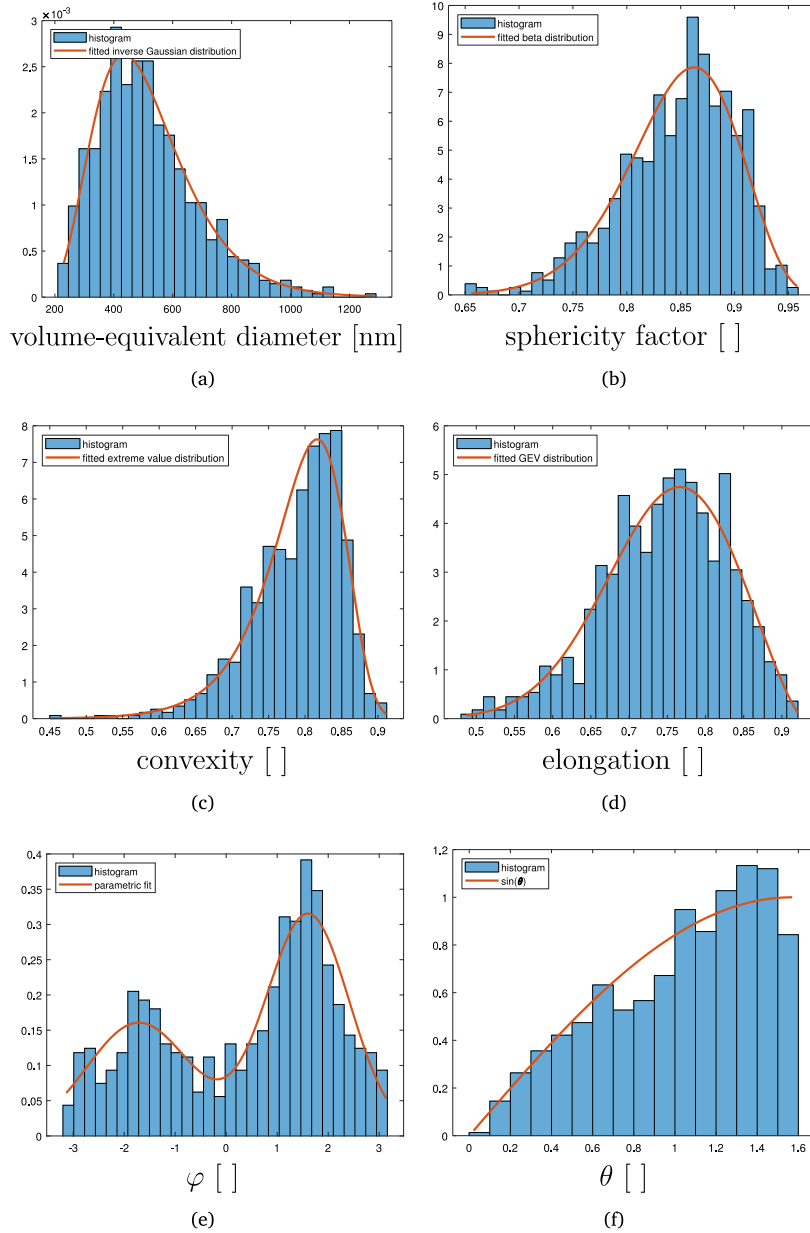 ×10⁻³
3
2.5
2
1.5
1
0.5
0
histogram
fitted inverse Gaussian distribution
200 400 600 800 1000 1200
volume-equivalent diameter [nm]
(a)
10
9
8
7
6
5
4
3
2
1
0
histogram
fitted beta distribution
0.65 0.7 0.75 0.8 0.85 0.9 0.95
sphericity factor [ ]
(b)
8
7
6
5
4
3
2
1
0
histogram
fitted extreme value distribution
0.45 0.5 0.55 0.6 0.65 0.7 0.75 0.8 0.85 0.9
convexity [ ]
(c)
6
5
4
3
2
1
0
histogram
fitted GEV distribution
0.5 0.55 0.6 0.65 0.7 0.75 0.8 0.85 0.9
elongation [ ]
(d)
0.4
0.35
0.3
0.25
0.2
0.15
0.1
0.05
0
histogram
parametric fit
-3 -2 -1 0 1 2 3
φ [ ]
(e)
1.2
1
0.8
0.6
0.4
0.2
0
histogram
sin(θ)
0 0.2 0.4 0.6 0.8 1 1.2 1.4 1.6
θ [ ]
(f)